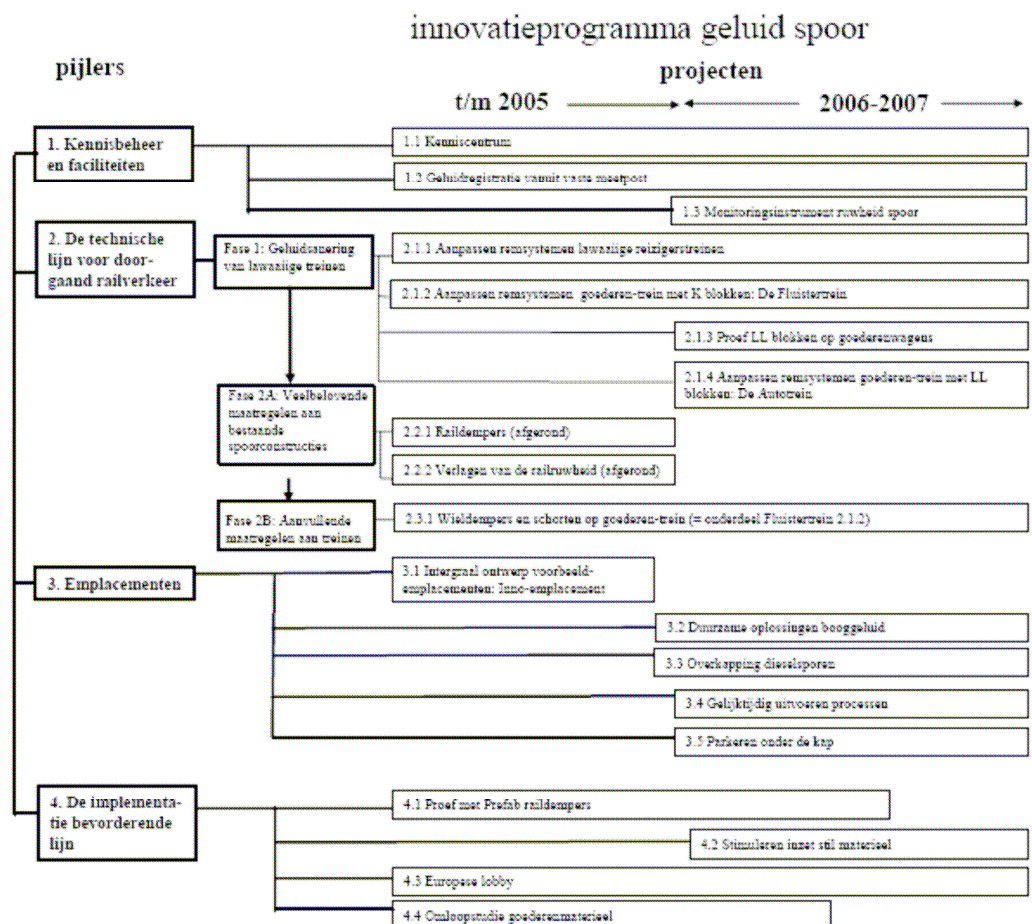 innovatieprogramma geluid spoor
pijlers
projecten
t/m 2005
2006-2007
1. Kennisbeheer
en faciliteiten
1.1 Kenniscentrum
1.2 Geluidregistratie vanuit vaste meetpost
1.3 Monitoringsinstrument ruwheid spoor
2. De technische
lijn voor door-
gaand railverkeer
Fase 1: Geluidsanering
van lawaaiige treinen
2.1.1 Aanpassen remsystemen lawaaiige reizigerstreinen
2.1.2 Aanpassen remsystemen goederen-trein met K blokken: De Fluistertrein
2.1.3 Proef LL blokken op goederenwagens
2.1.4 Aanpassen remsystemen goederen-trein met LL
blokken: De Autotrein
Fase 2A: Veelbelovende
maatregelen aan
bestaande
spoorconstructies
2.2.1 Raildempers (afgerond)
2.2.2 Verlagen van de railruwheid (afgerond)
Fase 2B: Aanvullende
maatregelen aan treinen
2.3.1 Wieldempers en schorten op goederen-trein (= onderdeel Fluistertrein 2.1.2)
3. Emplacementen
3.1 Intergraal ontwerp voorbeeld-
emplacementen: Inno-emplacement
3.2 Duurzame oplossingen booggeluid
3.3 Overkapping dieselsporen
3.4 Gelijktijdig uitvoeren processen
3.5 Parkeren onder de kap
4. De implementa-
tie bevorderende
lijn
4.1 Proef met Prefab raildempers
4.2 Stimuleren inzet stil materieel
4.3 Europese lobby
4.4 Omloopstudie goederenmaterieel